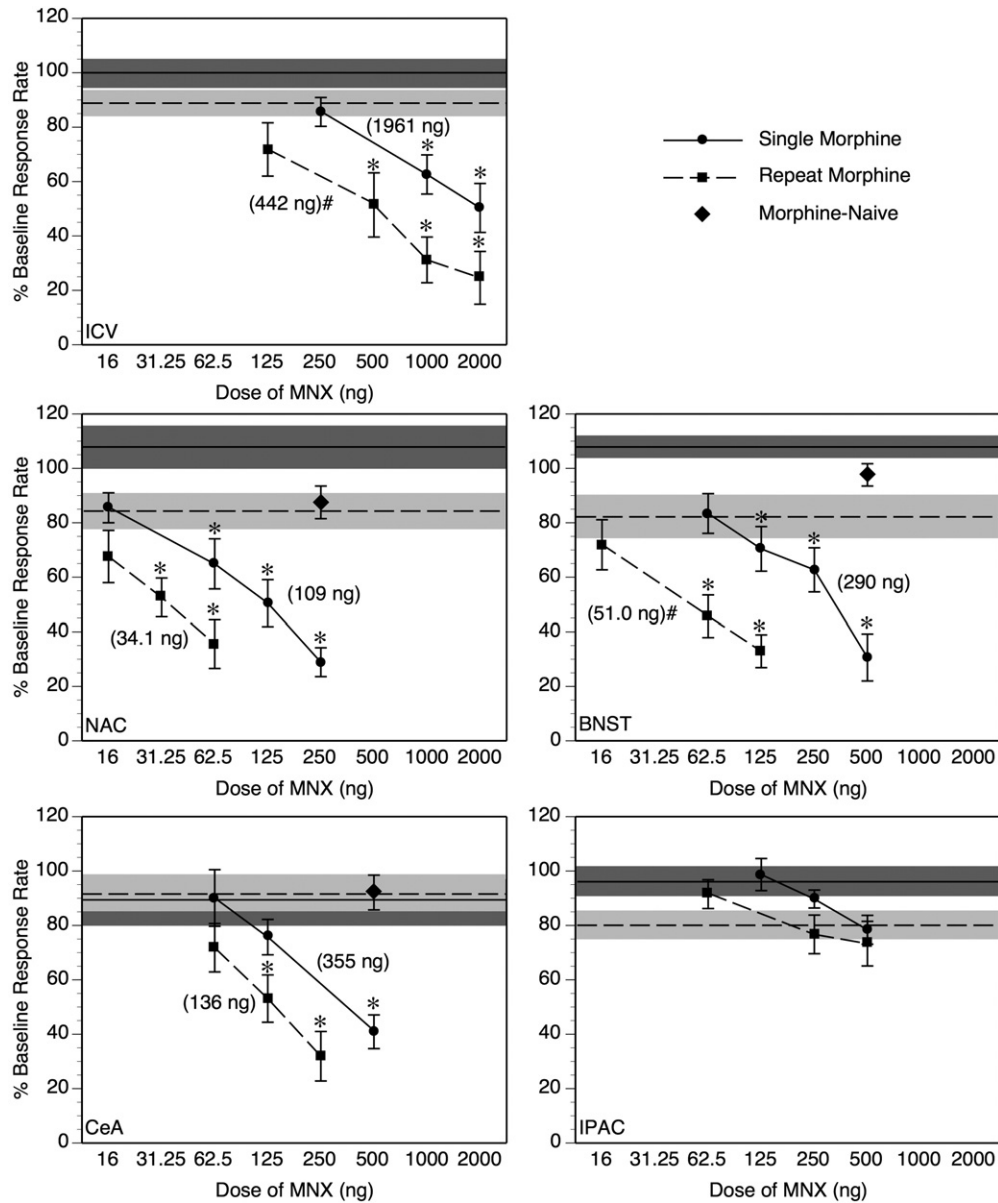 120
100
80
60
40
20
0
% Baseline Response Rate
(1961 ng)
(442 ng)#
* * * * *
ICV
16 31.25 62.5 125 250 500 1000 2000
Dose of MNX (ng)
Single Morphine
Repeat Morphine
Morphine-Naive
120
100
80
60
40
20
0
% Baseline Response Rate
(109 ng)
(34.1 ng)
* * * * *
NAC
16 31.25 62.5 125 250 500 1000 2000
Dose of MNX (ng)
120
100
80
60
40
20
0
(290 ng)
(51.0 ng)#
* * * * *
BNST
16 31.25 62.5 125 250 500 1000 2000
Dose of MNX (ng)
120
100
80
60
40
20
0
% Baseline Response Rate
(355 ng)
(136 ng)
* * *
CeA
16 31.25 62.5 125 250 500 1000 2000
Dose of MNX (ng)
120
100
80
60
40
20
0
IPAC
16 31.25 62.5 125 250 500 1000 2000
Dose of MNX (ng)